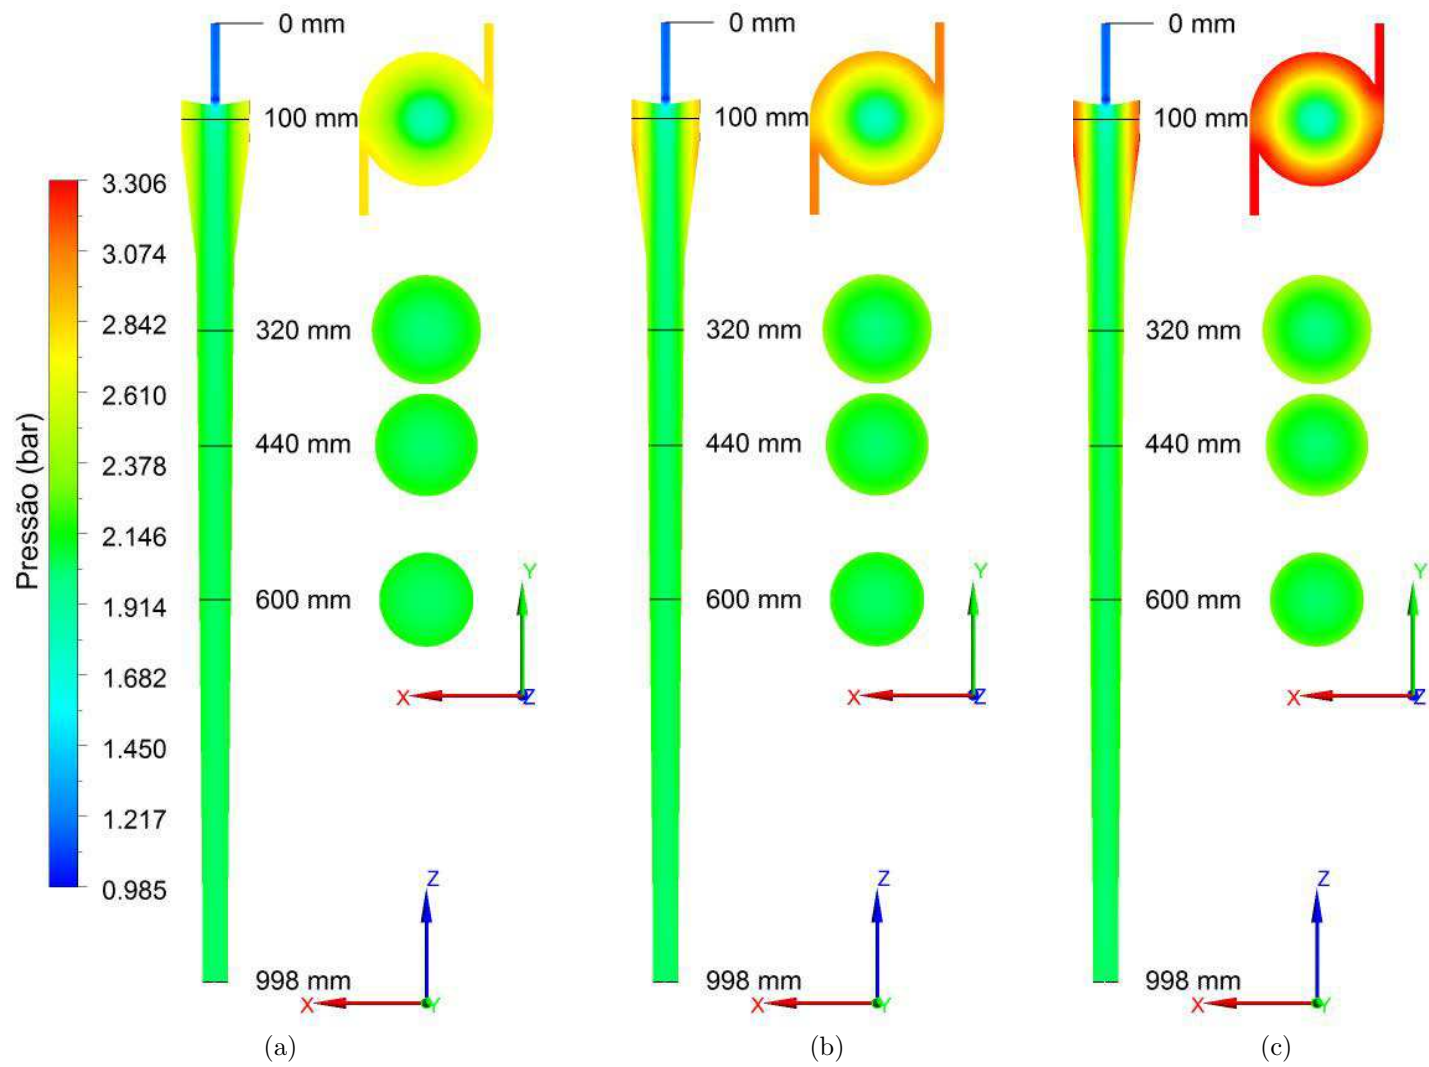 Pressão (bar)
3.306
3.074
2.842
2.610
2.378
2.146
1.914
1.682
1.450
1.217
0.985
0 mm
100 mm
320 mm
440 mm
600 mm
998 mm
Y
X Z
Z
X Y
(a)
0 mm
100 mm
320 mm
440 mm
600 mm
998 mm
Y
X Z
Z
X Y
(b)
0 mm
100 mm
320 mm
440 mm
600 mm
998 mm
Y
X Z
Z
X Y
(c)